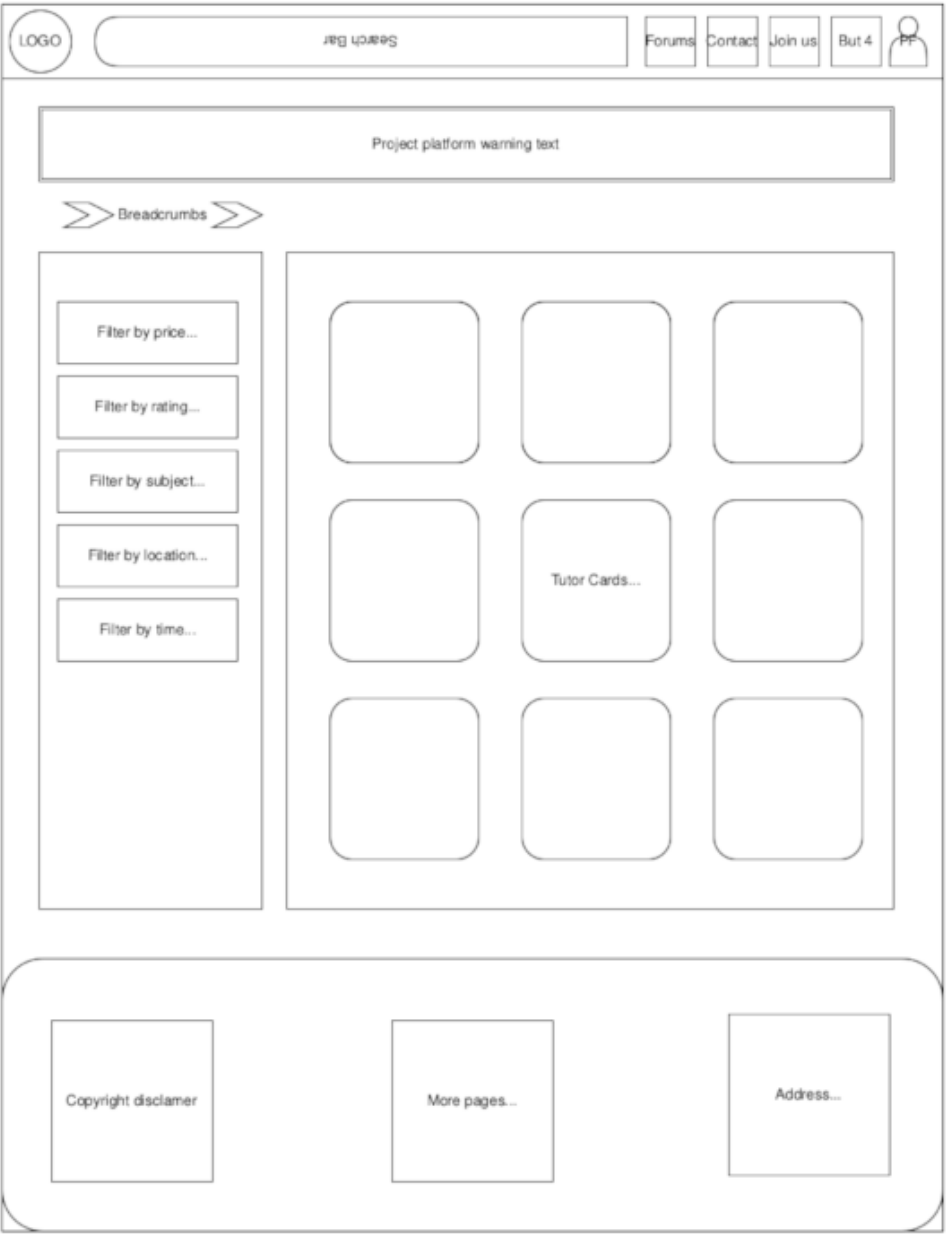 LOGO
Search Bar
Forums
Contact
Join us
But 4
PF
Project platform warning text
Breadcrumbs
Filter by price...
Filter by rating...
Filter by subject...
Filter by location...
Filter by time...
Tutor Cards...
Copyright disclamer
More pages...
Address...